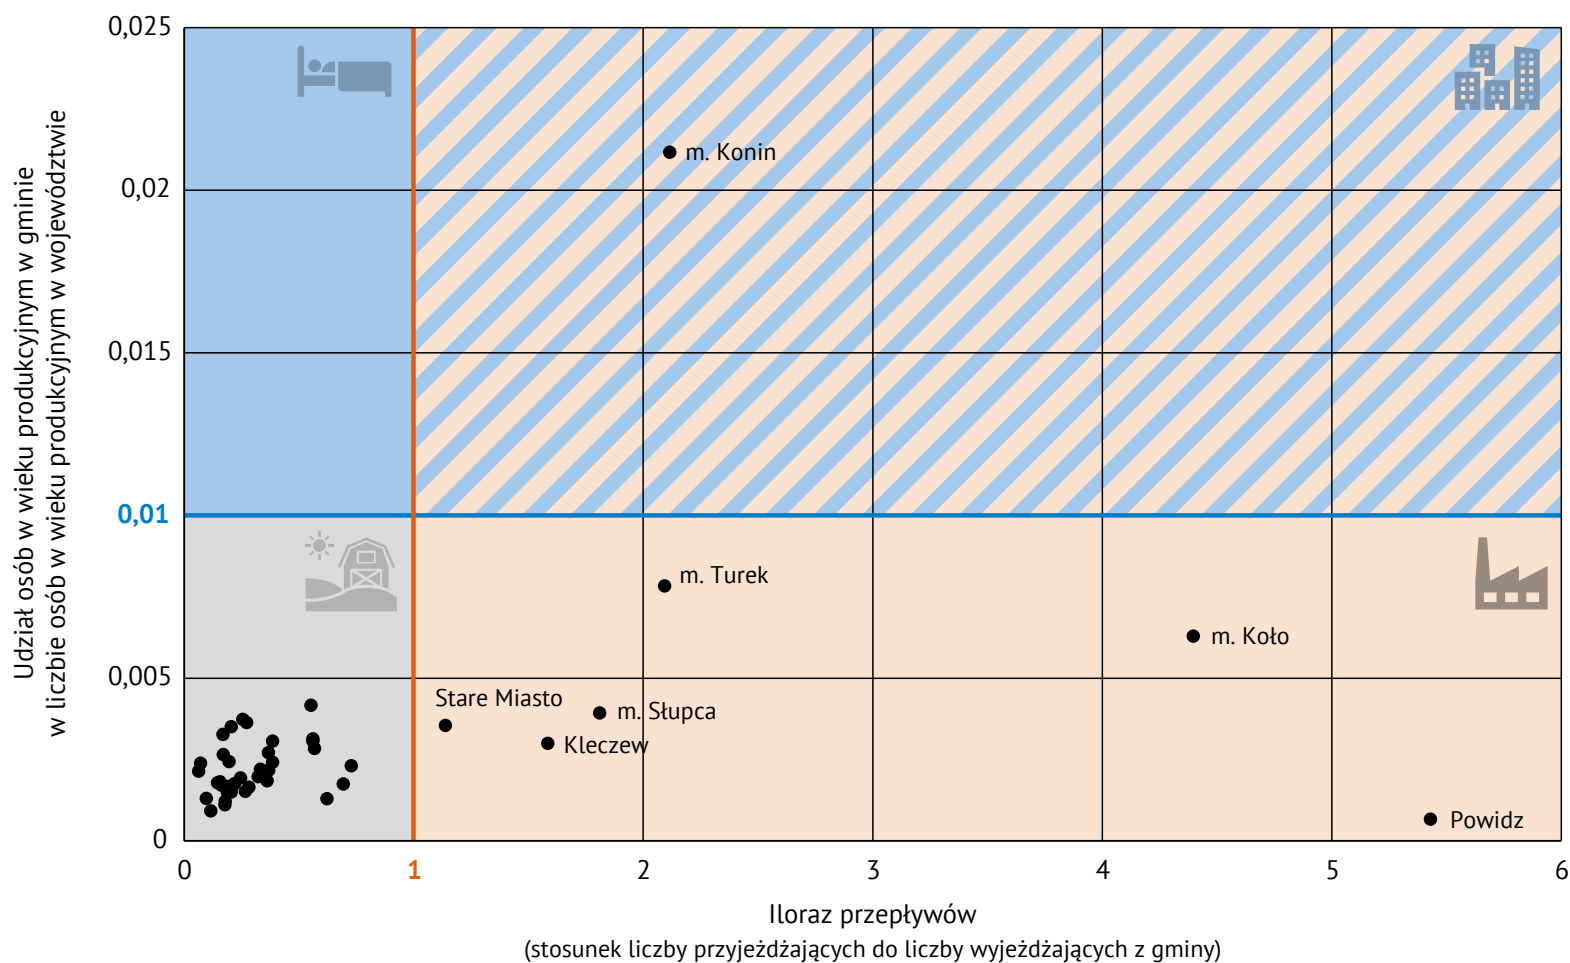 Udział osób w wieku produkcyjnym w gminie
w liczbie osób w wieku produkcyjnym w województwie
0,025
0,02
0,015
0,01
0,005
0
m. Konin
m. Turek
m. Koło
Stare Miasto
m. Słupca
Kleczew
Powidz
0
1
2
3
4
5
6
Iloraz przepływów
(stosunek liczby przyjeżdżających do liczby wyjeżdżających z gminy)